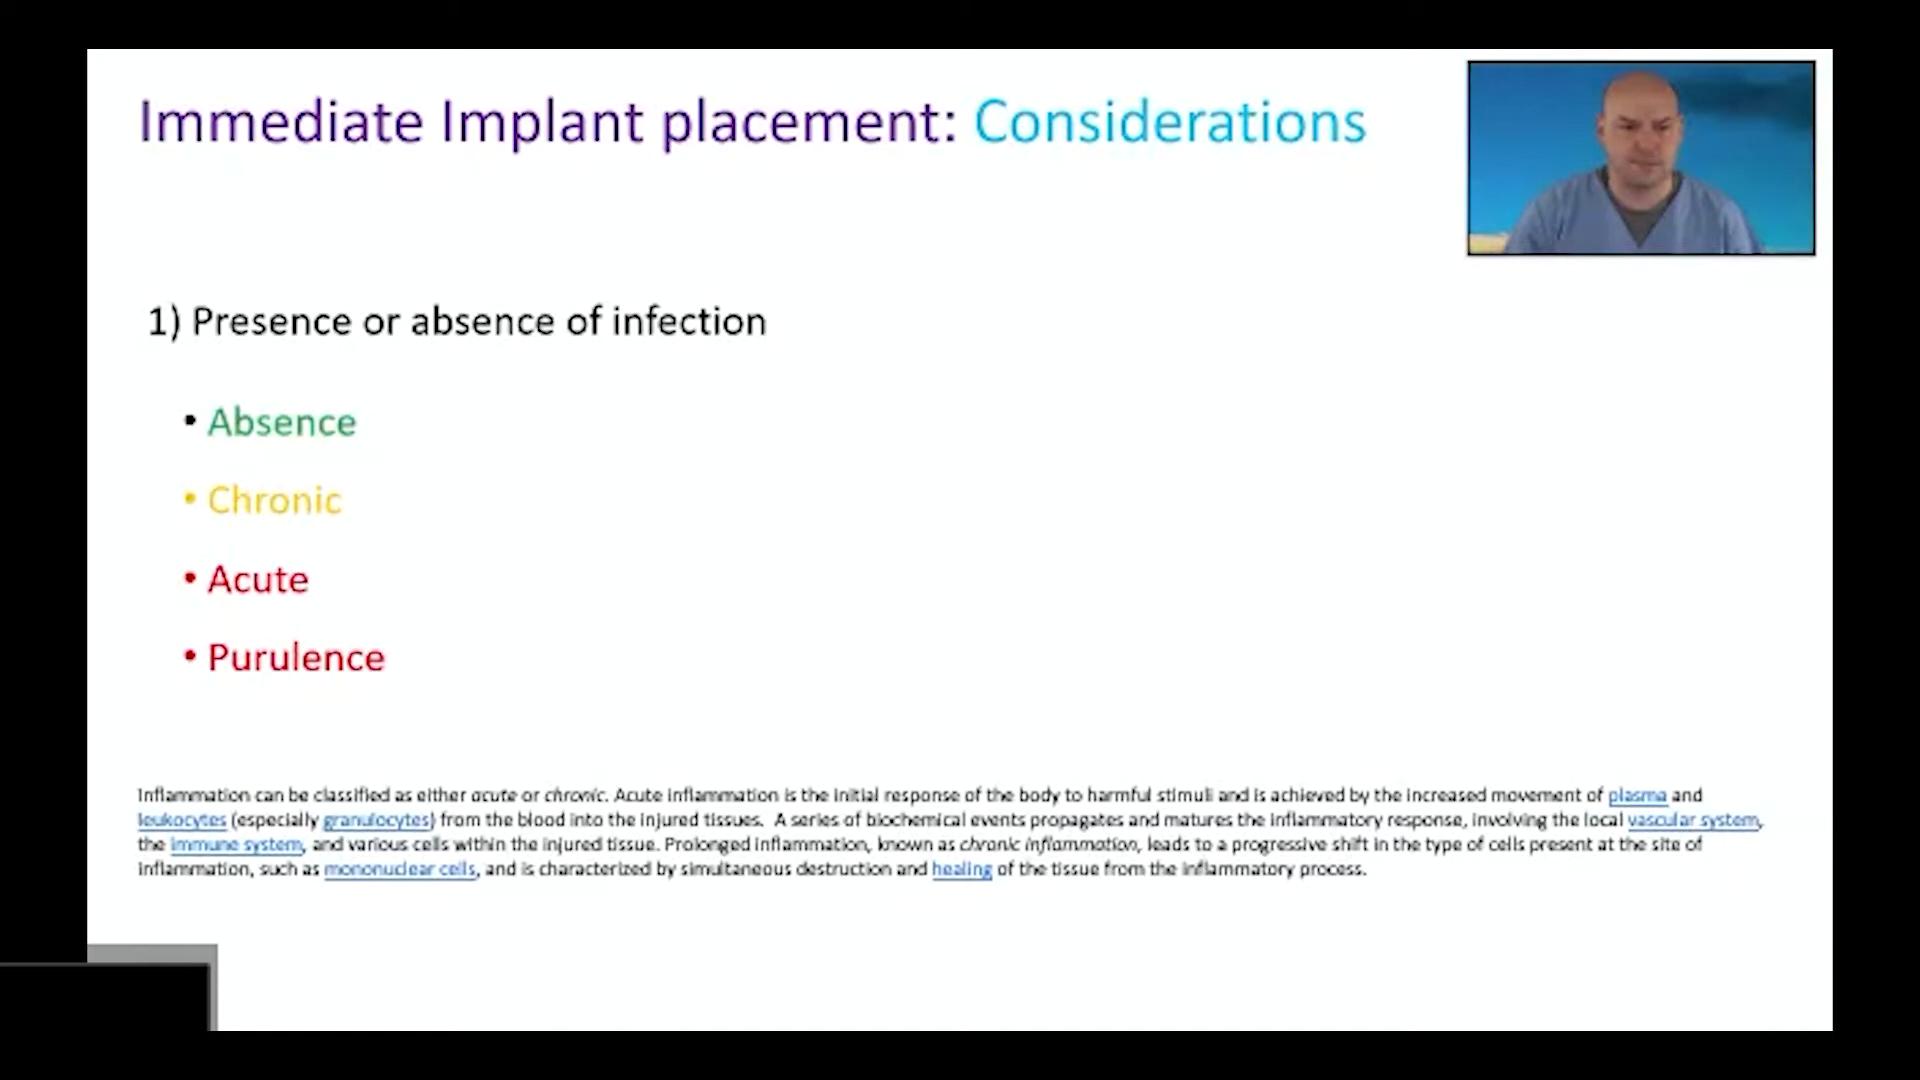 Immediate Implant placement: Considerations
1) Presence or absence of infection
• Absence
• Chronic
• Acute
• Purulence
Inflammation can be classified as either acute or chronic. Acute inflammation is the initial response of the body to harmful stimuli and is achieved by the increased movement of plasma and
leukocytes (especially granulocytes) from the blood into the injured tissues. A series of biochemical events propagates and matures the inflammatory response, involving the local vascular system,
the immune system, and various cells within the injured tissue. Prolonged inflammation, known as chronic inflammation, leads to a progressive shift in the type of cells present at the site of
inflammation, such as mononuclear cells, and is characterized by simultaneous destruction and healing of the tissue from the inflammatory process.